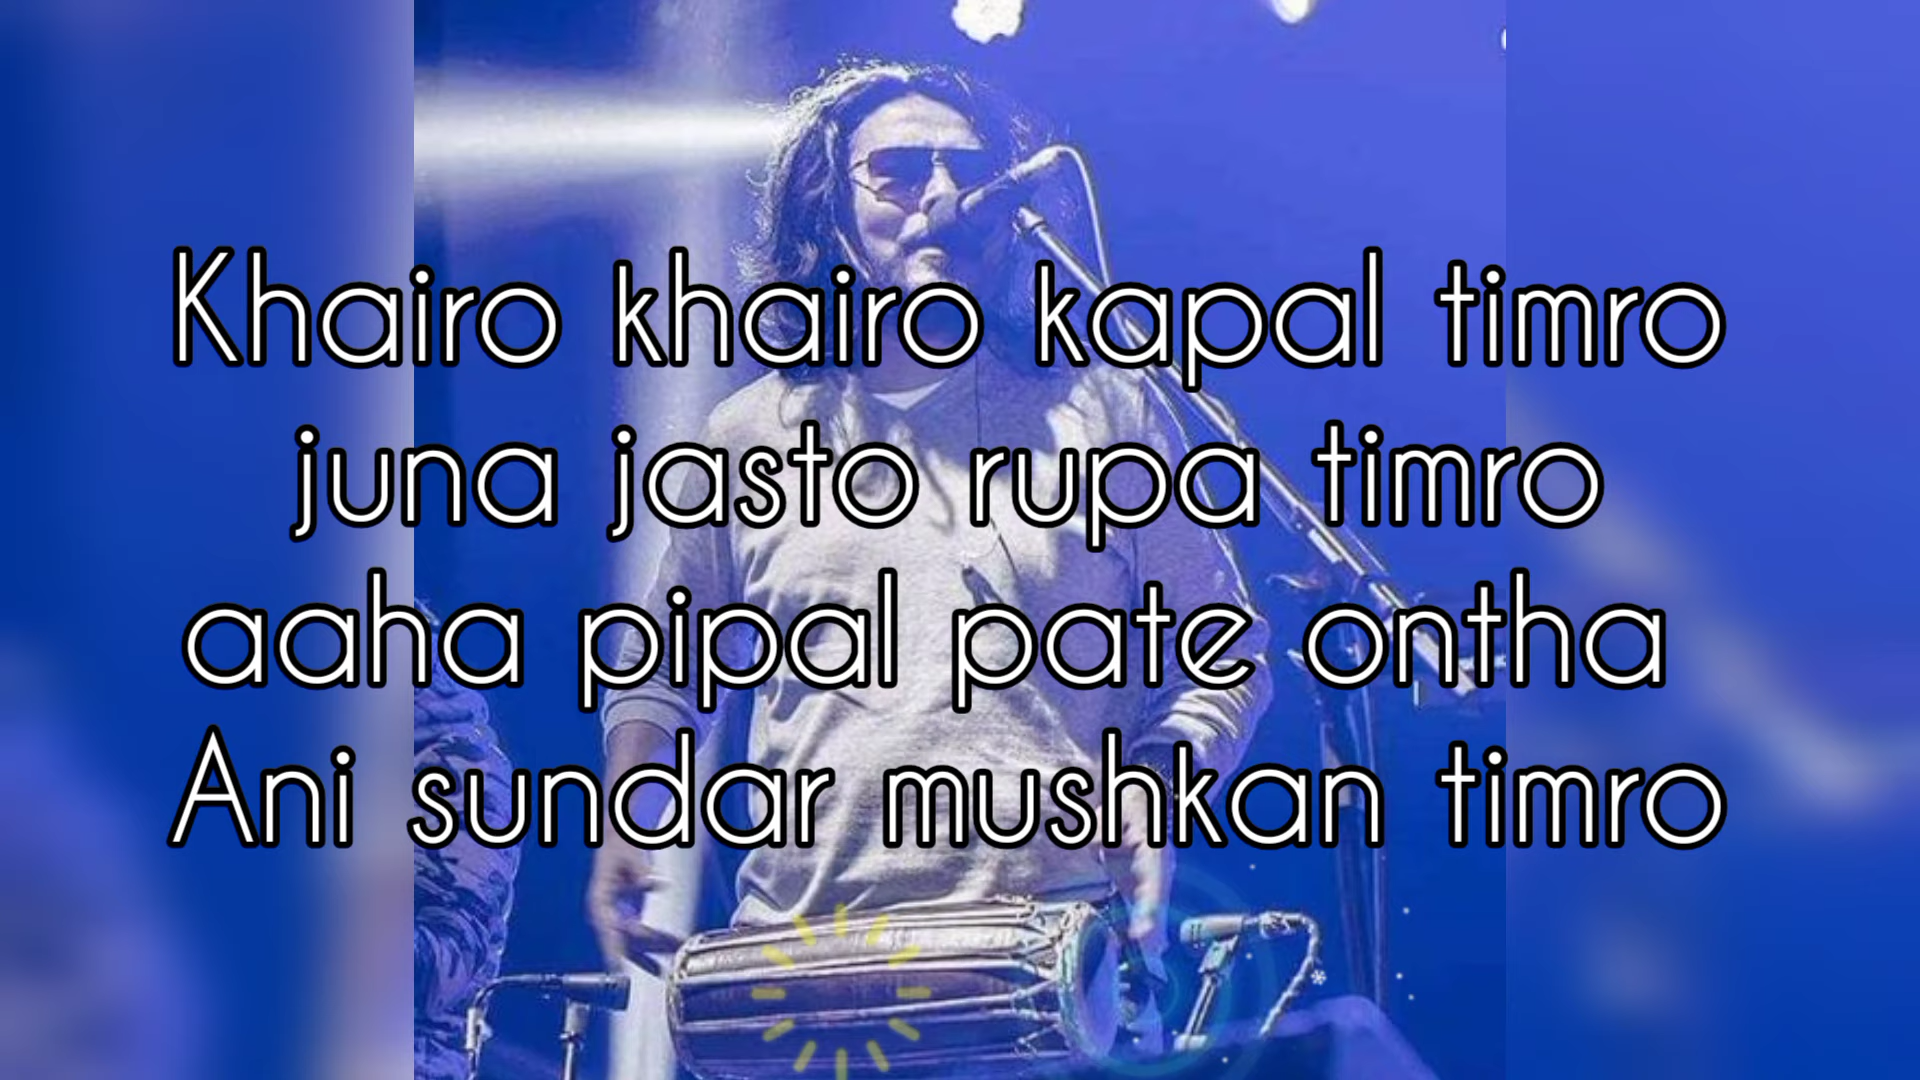 Khairo khairo kapal timro
juna jasto rupa timro
aaha pipal pate ontha
Ani sundar mushkan timro